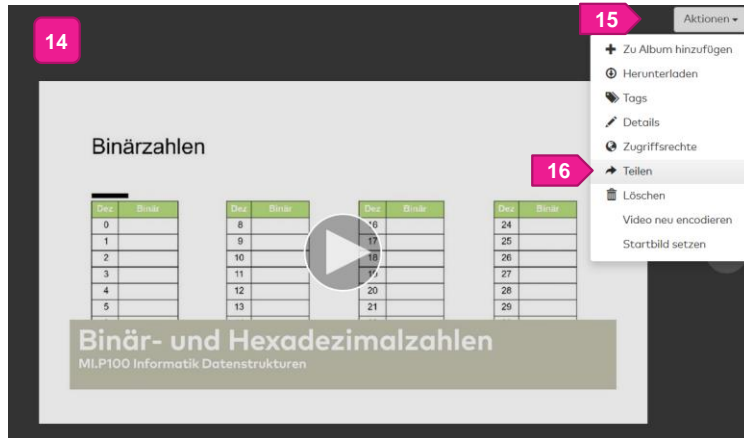 14
15
Aktionen
Zu Album hinzufügen
Herunterladen
Tags
Details
Zugriffsrechte
16
Teilen
Löschen
Video neu encodieren
Startbild setzen
Binärzahlen
Dez Binär Dez Binär Dez Binär Dez Binär
0 8 16 24
1 9 17 25
2 10 18 26
3 11 19 27
4 12 20 28
5 13 21 29
Binär- und Hexadezimalzahlen
MI.P100 Informatik Datenstrukturen